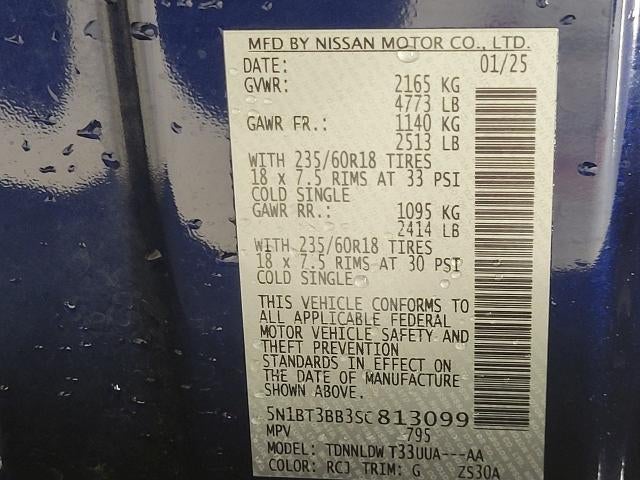 MFD BY NISSAN MOTOR CO., LTD.
DATE: 01/25
GVWR: 2165 KG
4773 LB
GAWR FR.: 1140 KG
2513 LB
WITH 235/60R18 TIRES
18 x 7.5 RIMS AT 33 PSI
COLD SINGLE
GAWR RR.: 1095 KG
2414 LB
WITH 235/60R18 TIRES
18 x 7.5 RIMS AT 30 PSI
COLD SINGLE
THIS VEHICLE CONFORMS TO
ALL APPLICABLE FEDERAL
MOTOR VEHICLE SAFETY AND
THEFT PREVENTION
STANDARDS IN EFFECT ON
THE DATE OF MANUFACTURE
SHOWN ABOVE.
5N1BT3BB3SC813099
MPV 795
MODEL: TDNNLDW T33UUA---AA
COLOR: RCJ TRIM: G ZS30A